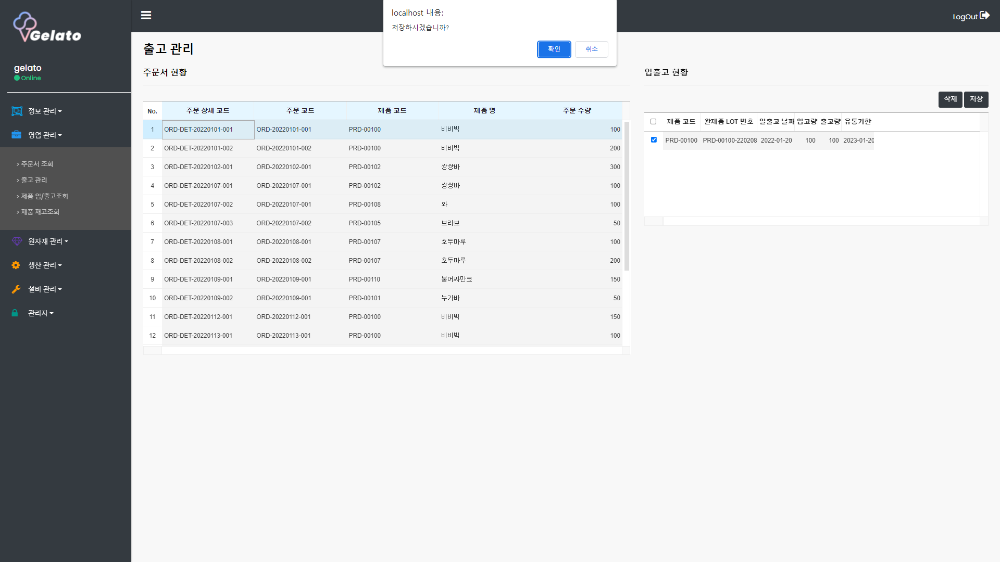 Gelato
LogOut
localhost 내용:
저장하시겠습니까?
확인 취소
gelato
Online
정보 관리
영업 관리
› 주문서 조회
› 출고 관리
› 제품 입/출고조회
› 제품 재고조회
원자재 관리
생산 관리
설비 관리
관리자
출고 관리
주문서 현황
No. 주문 상세 코드 주문 코드 제품 코드 제품 명 주문 수량
1 ORD-DET-20220101-001 ORD-20220101-001 PRD-00100 비비빅 100
2 ORD-DET-20220101-002 ORD-20220101-002 PRD-00100 비비빅 200
3 ORD-DET-20220102-001 ORD-20220102-001 PRD-00102 쌍쌍바 300
4 ORD-DET-20220107-001 ORD-20220107-001 PRD-00102 쌍쌍바 100
5 ORD-DET-20220107-002 ORD-20220107-001 PRD-00108 와 100
6 ORD-DET-20220107-003 ORD-20220107-002 PRD-00105 브라보 50
7 ORD-DET-20220108-001 ORD-20220108-001 PRD-00107 호두마루 100
8 ORD-DET-20220108-002 ORD-20220108-002 PRD-00107 호두마루 200
9 ORD-DET-20220109-001 ORD-20220109-001 PRD-00110 붕어싸만코 150
10 ORD-DET-20220109-002 ORD-20220109-001 PRD-00101 누가바 50
11 ORD-DET-20220112-001 ORD-20220112-001 PRD-00100 비비빅 150
12 ORD-DET-20220113-001 ORD-20220113-001 PRD-00100 비비빅 100
입출고 현황
삭제 저장
제품 코드 완제품 LOT 번호 일출고 날짜 입고량 출고량 유통기한
PRD-00100 PRD-00100-220208 2022-01-20 100 100 2023-01-20